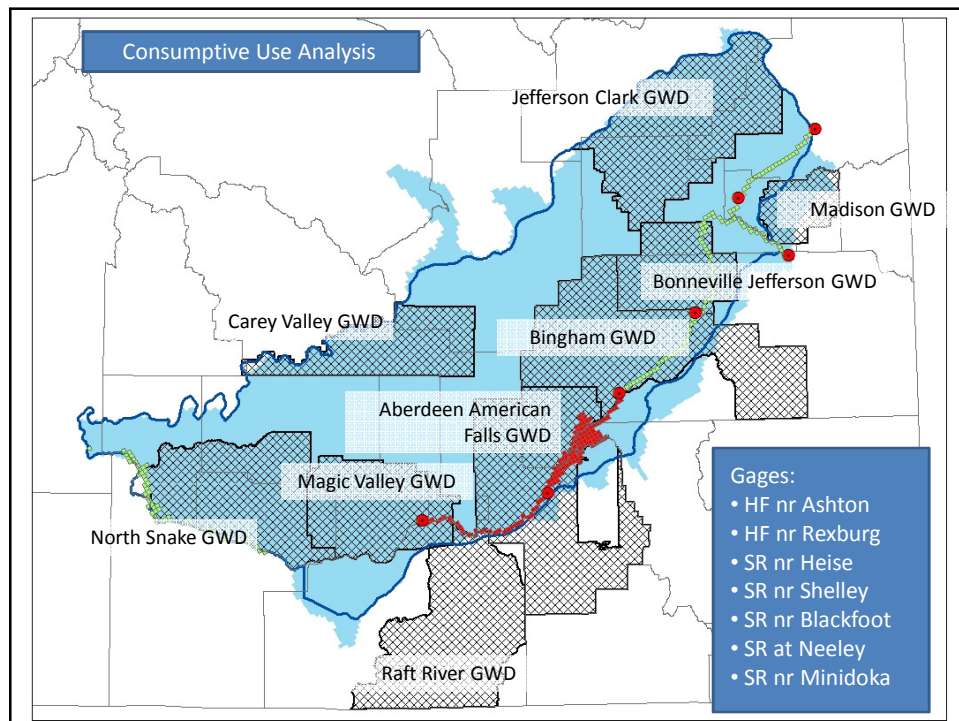 Consumptive Use Analysis
Jefferson Clark GWD
Madison GWD
Bonneville Jefferson GWD
Carey Valley GWD
Bingham GWD
Aberdeen American
Falls GWD
Magic Valley GWD
North Snake GWD
Raft River GWD
Gages:
• HF nr Ashton
• HF nr Rexburg
• SR nr Heise
• SR nr Shelley
• SR nr Blackfoot
• SR at Neeley
• SR nr Minidoka